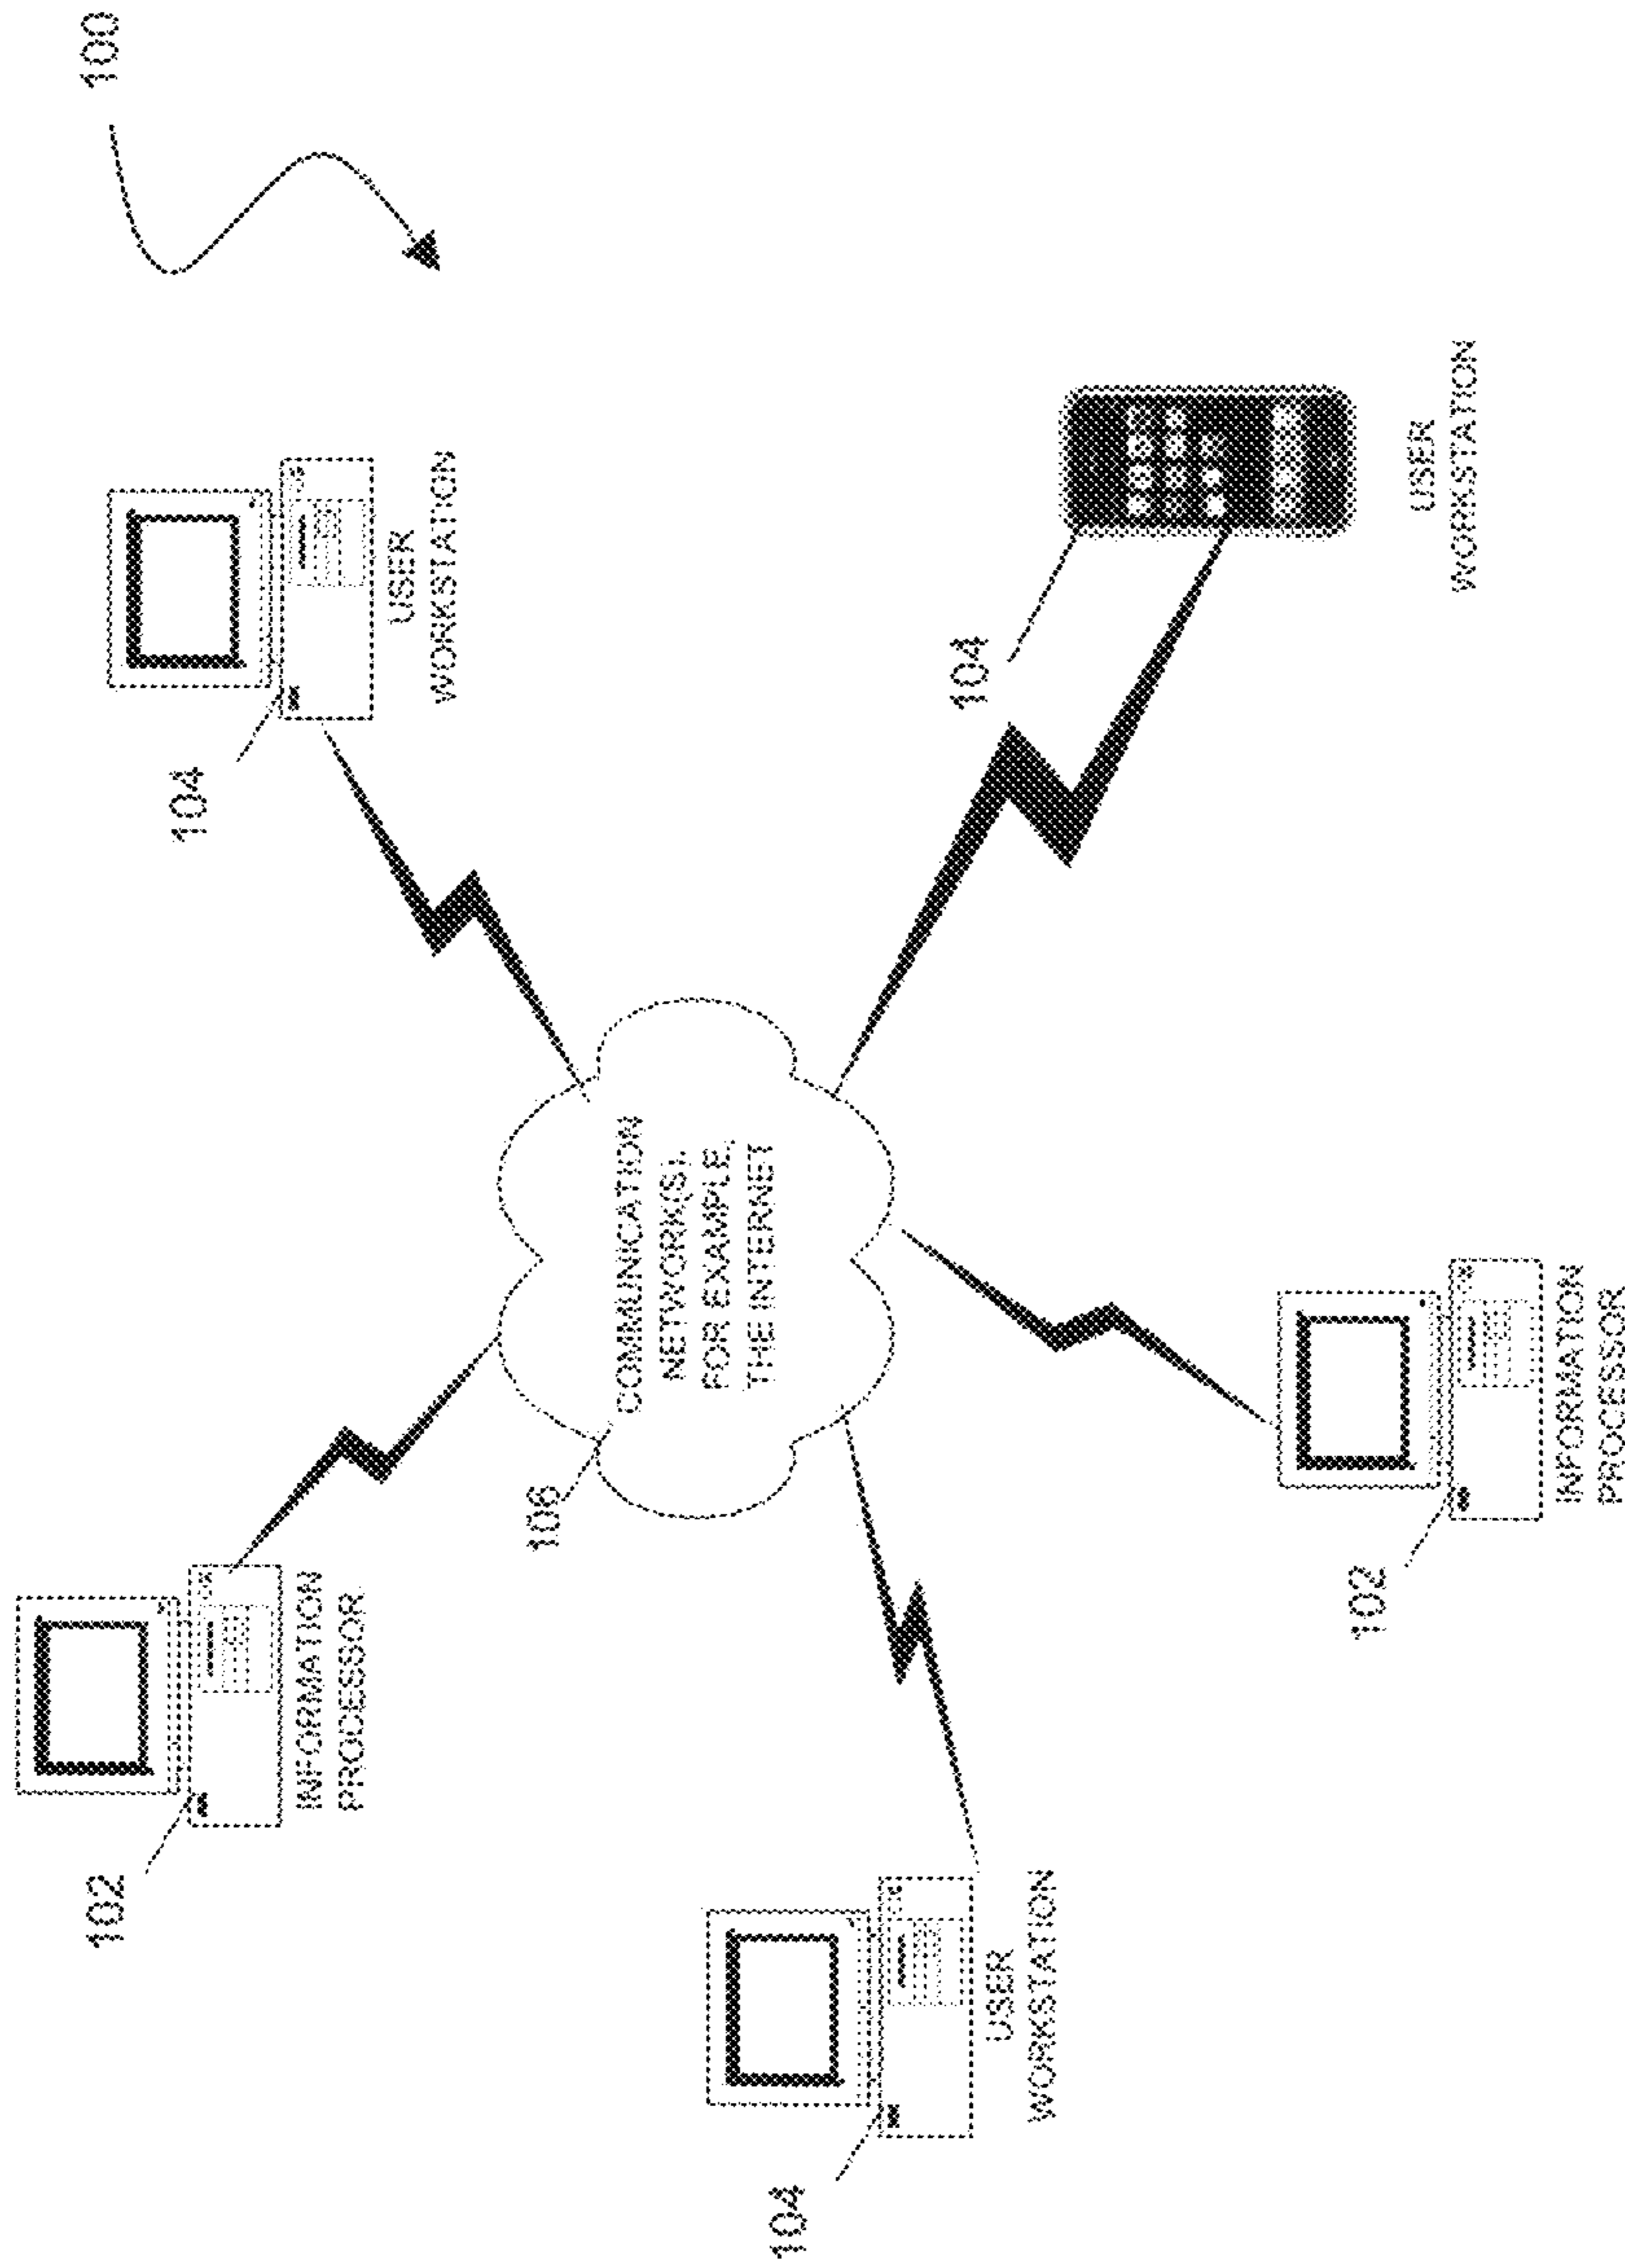 100
102
INFORMATION
PROCESSOR
104
USER
WORKSTATION
106
COMMUNICATION
NETWORK(S),
FOR EXAMPLE,
THE INTERNET
104
USER
WORKSTATION
104
USER
WORKSTATION
102
INFORMATION
PROCESSOR